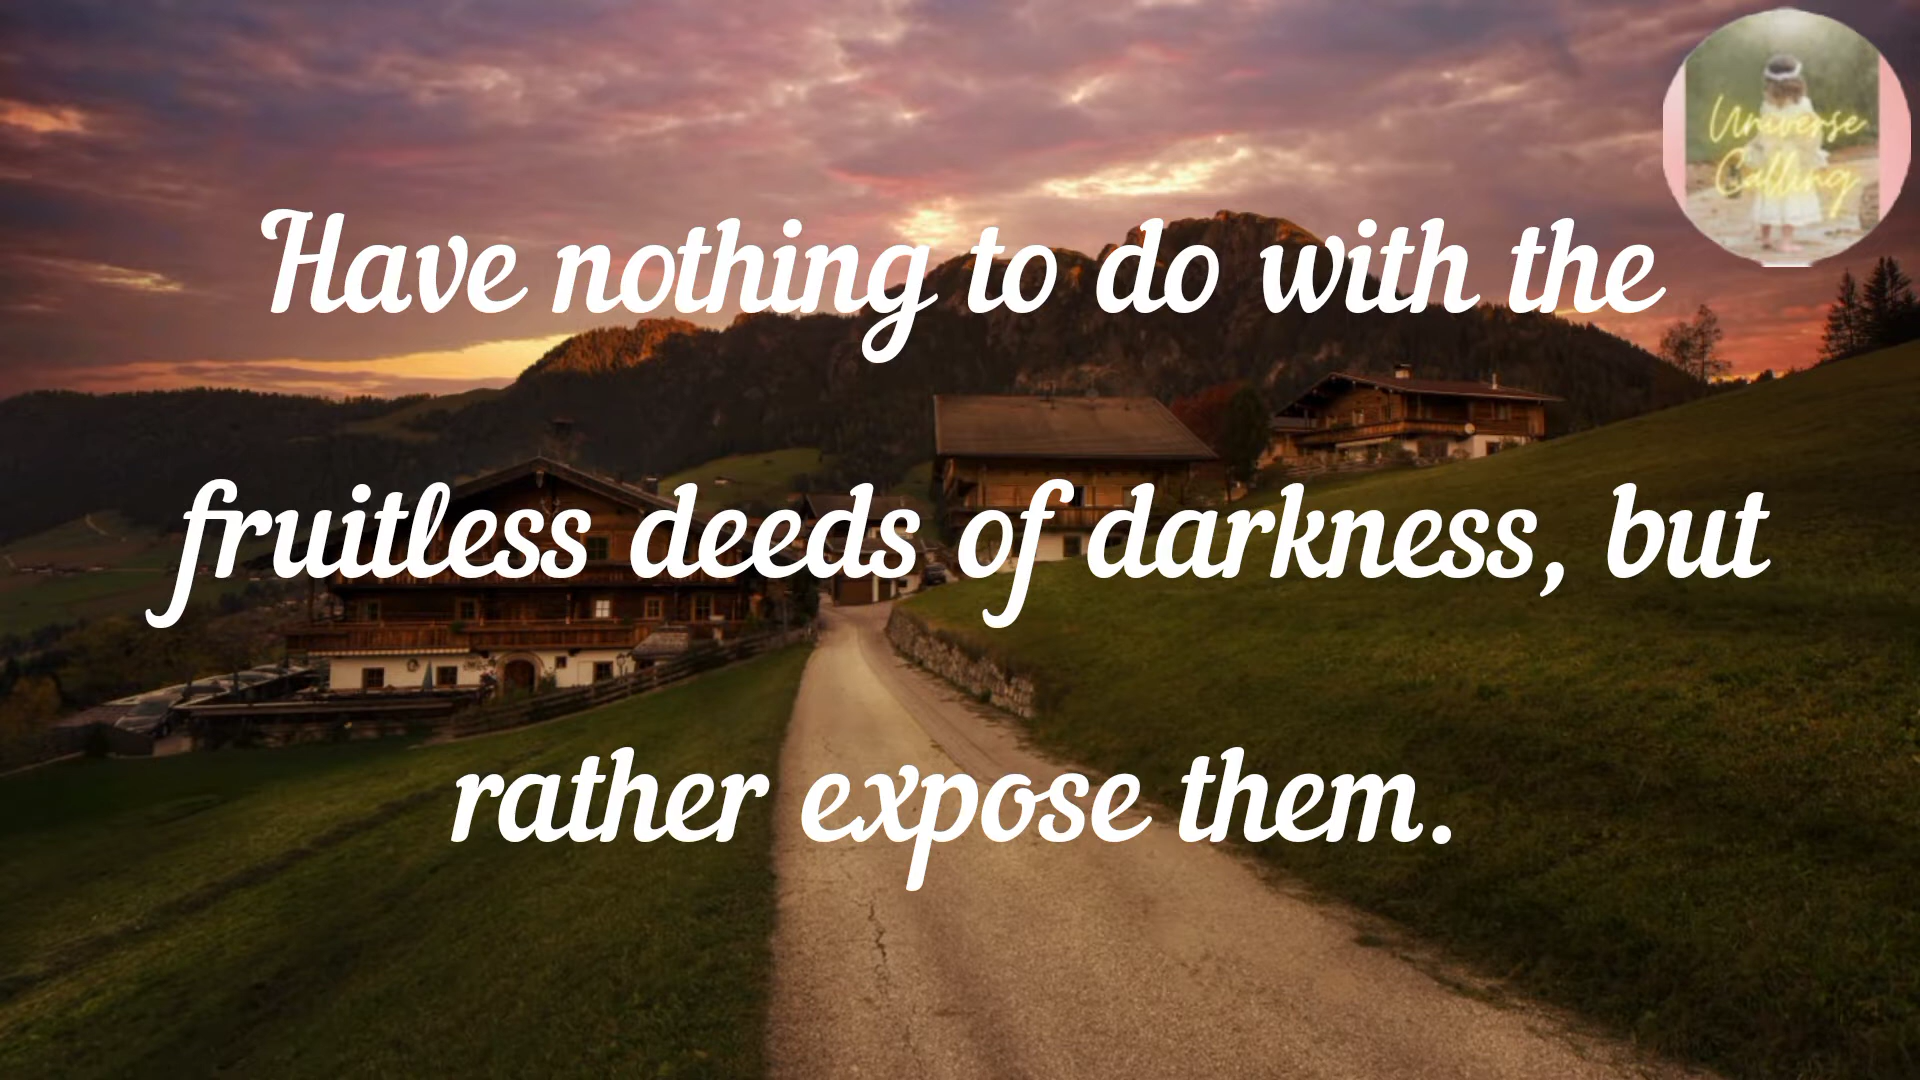 Universe
Calling
Have nothing to do with the
fruitless deeds of darkness, but
rather expose them.